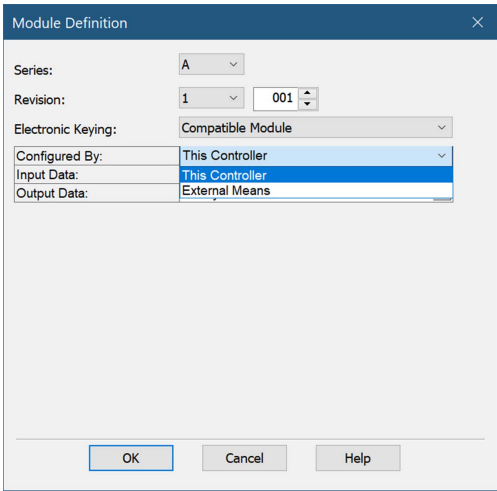 Module Definition
Series: A
Revision: 1 001
Electronic Keying: Compatible Module
Configured By: This Controller
Input Data: This Controller
Output Data: External Means
OK Cancel Help